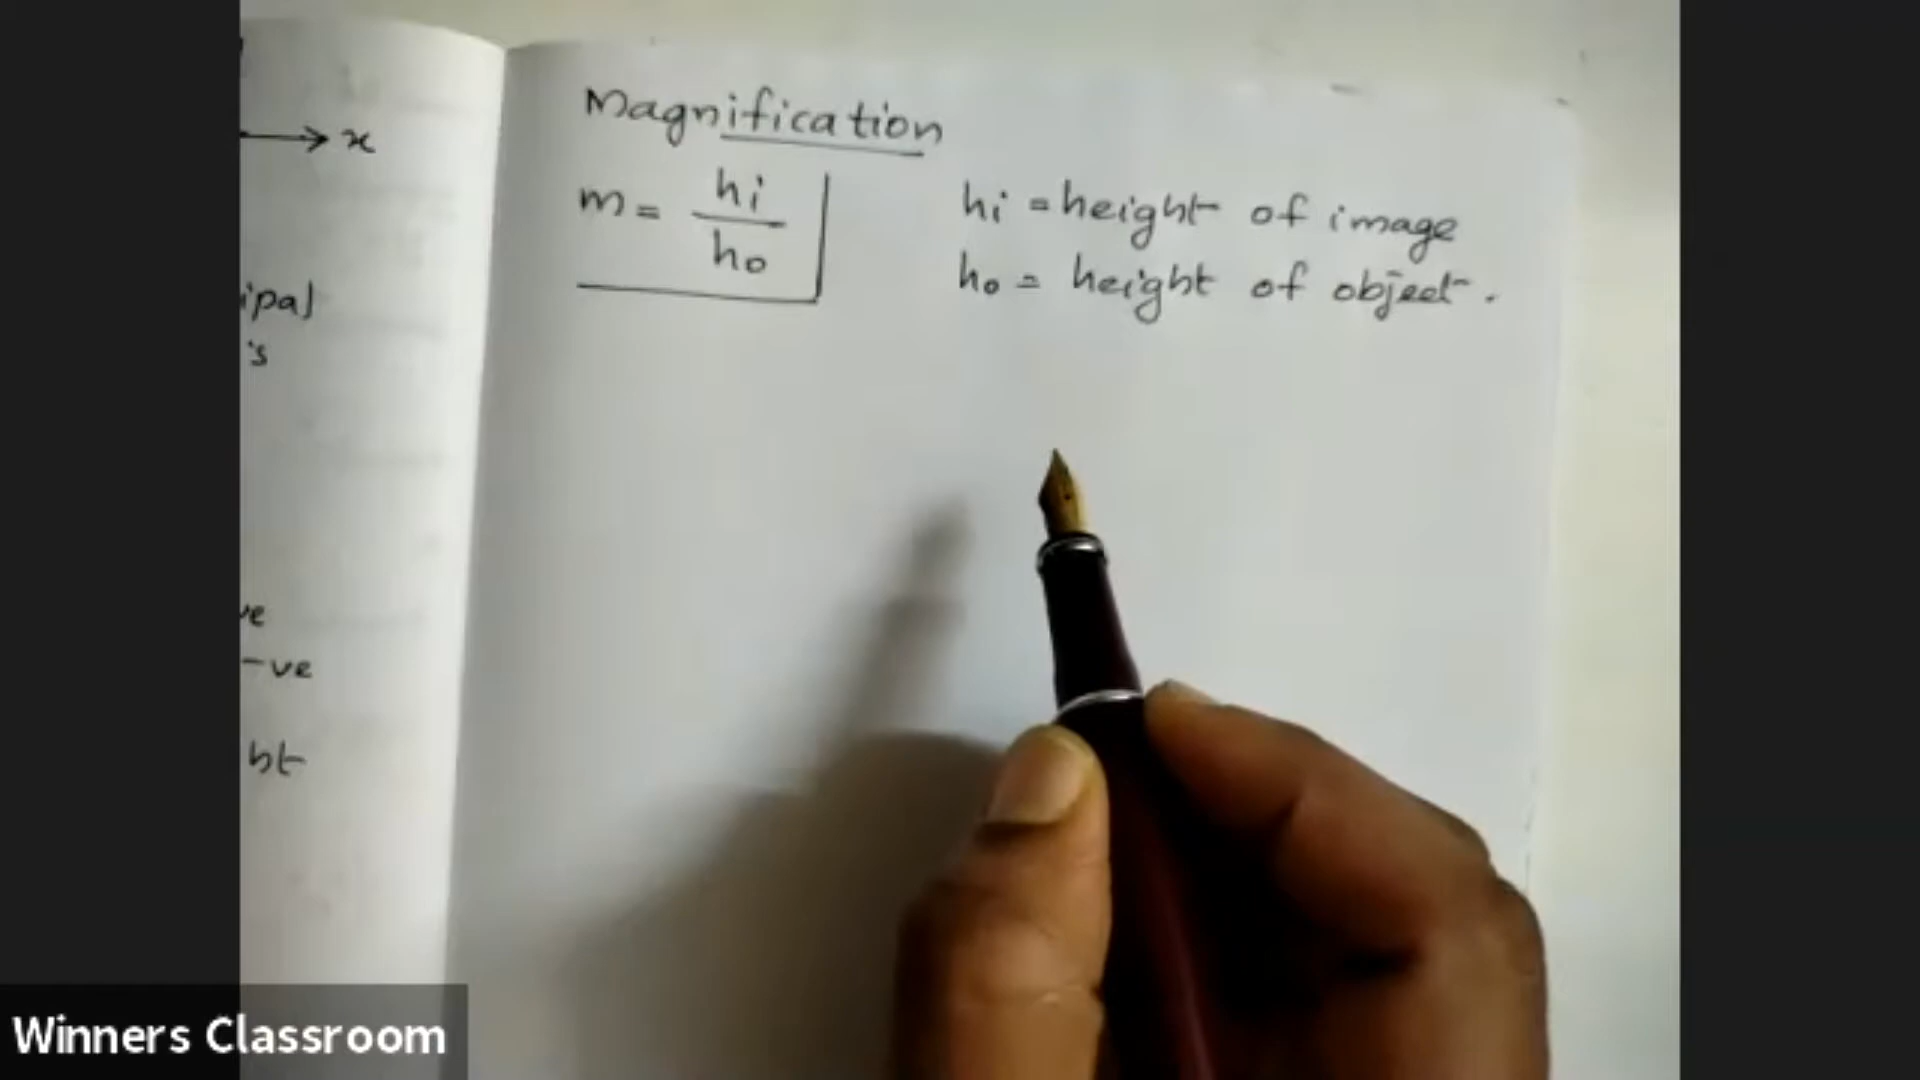 x
ipal
's
ve
-ve
ht
Magnification
m = hi / ho
hi = height of image
ho = height of object.
Winners Classroom